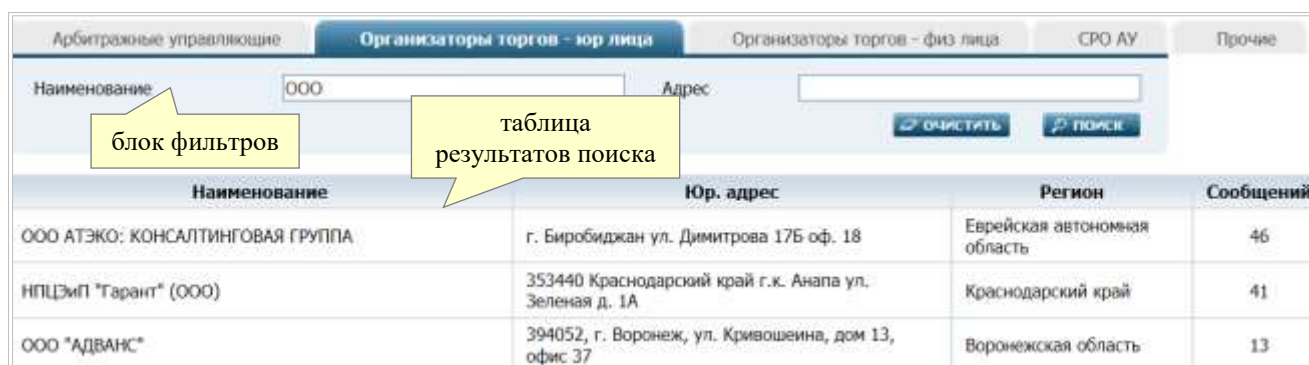 Арбитражные управляющие Организаторы торгов - юр лица Организаторы торгов - физ лица СРО АУ Прочие
Наименование ООО Адрес
блок фильтров
таблица
результатов поиска
ОЧИСТИТЬ ПОИСК
Наименование Юр. адрес Регион Сообщений
ООО АТЭКО: КОНСАЛТИНГОВАЯ ГРУППА г. Биробиджан ул. Димитрова 17Б оф. 18 Еврейская автономная
область 46
НПЦЭиП "Гарант" (ООО) 353440 Краснодарский край г.к. Анапа ул.
Зеленая д. 1А Краснодарский край 41
ООО "АДВАНС" 394052, г. Воронеж, ул. Кривошеина, дом 13,
офис 37 Воронежская область 13